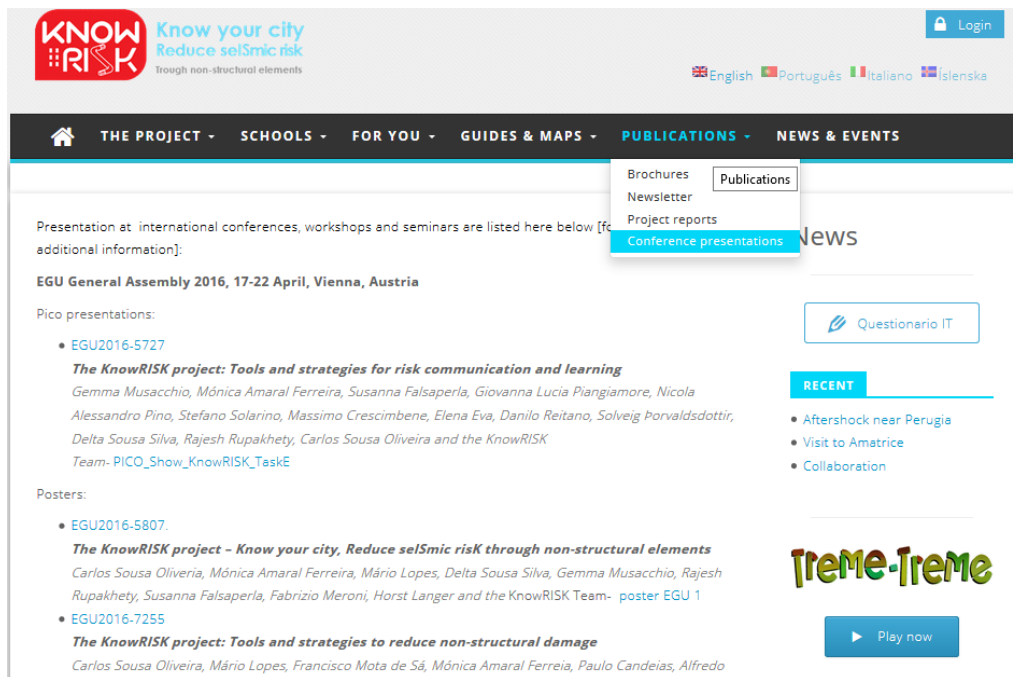 KNOW
RISK
Know your city
Reduce seISmic risk
Trough non-structural elements
Login
English Português Italiano Íslenska
THE PROJECT SCHOOLS FOR YOU GUIDES & MAPS PUBLICATIONS NEWS & EVENTS
Brochures
Publications
Newsletter
Project reports
Conference presentations
Presentation at international conferences, workshops and seminars are listed here below [fo
additional information]:
EGU General Assembly 2016, 17-22 April, Vienna, Austria
Pico presentations:
• EGU2016-5727
The KnowRISK project: Tools and strategies for risk communication and learning
Gemma Musacchio, Mónica Amaral Ferreira, Susanna Falsaperla, Giovanna Lucia Piangiamore, Nicola
Alessandro Pino, Stefano Solarino, Massimo Crescimbene, Elena Eva, Danilo Reitano, Solveig Þorvaldsdottir,
Delta Sousa Silva, Rajesh Rupakhety, Carlos Sousa Oliveira and the KnowRISK
Team- PICO_Show_KnowRISK_TaskE
Posters:
• EGU2016-5807.
The KnowRISK project – Know your city, Reduce seISmic risK through non-structural elements
Carlos Sousa Oliveria, Mónica Amaral Ferreira, Mário Lopes, Delta Sousa Silva, Gemma Musacchio, Rajesh
Rupakhety, Susanna Falsaperla, Fabrizio Meroni, Horst Langer and the KnowRISK Team- poster EGU 1
• EGU2016-7255
The KnowRISK project: Tools and strategies to reduce non-structural damage
Carlos Sousa Oliveira, Mário Lopes, Francisco Mota de Sá, Mónica Amaral Ferreia, Paulo Candeias, Alfredo
News
Questionario IT
RECENT
• Aftershock near Perugia
• Visit to Amatrice
• Collaboration
Treme-Treme
Play now